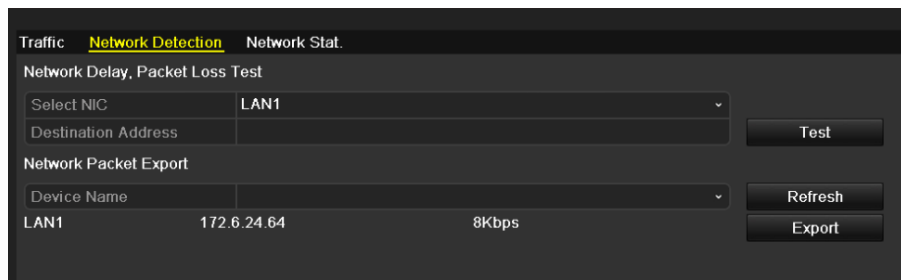 Traffic Network Detection Network Stat.
Network Delay, Packet Loss Test
Select NIC LAN1
Destination Address Test
Network Packet Export
Device Name Refresh
LAN1 172.6.24.64 8Kbps Export